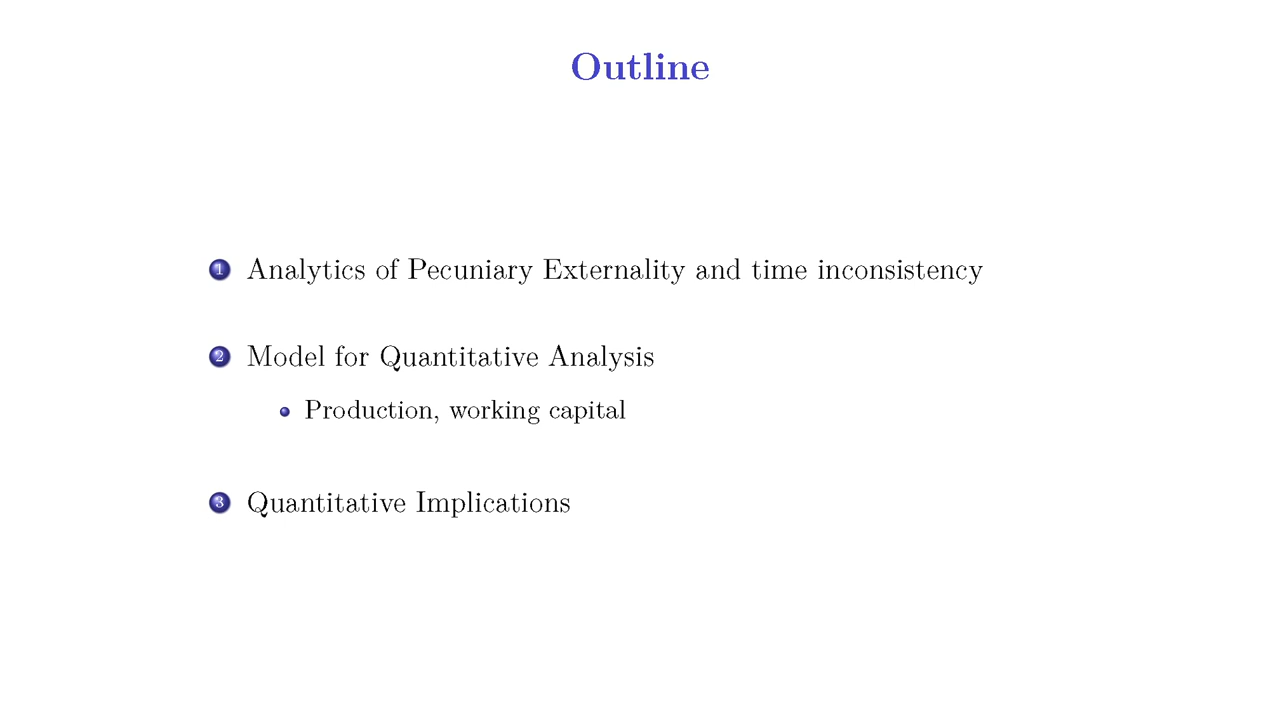 Outline
1 Analytics of Pecuniary Externality and time inconsistency
2 Model for Quantitative Analysis
Production, working capital
3 Quantitative Implications